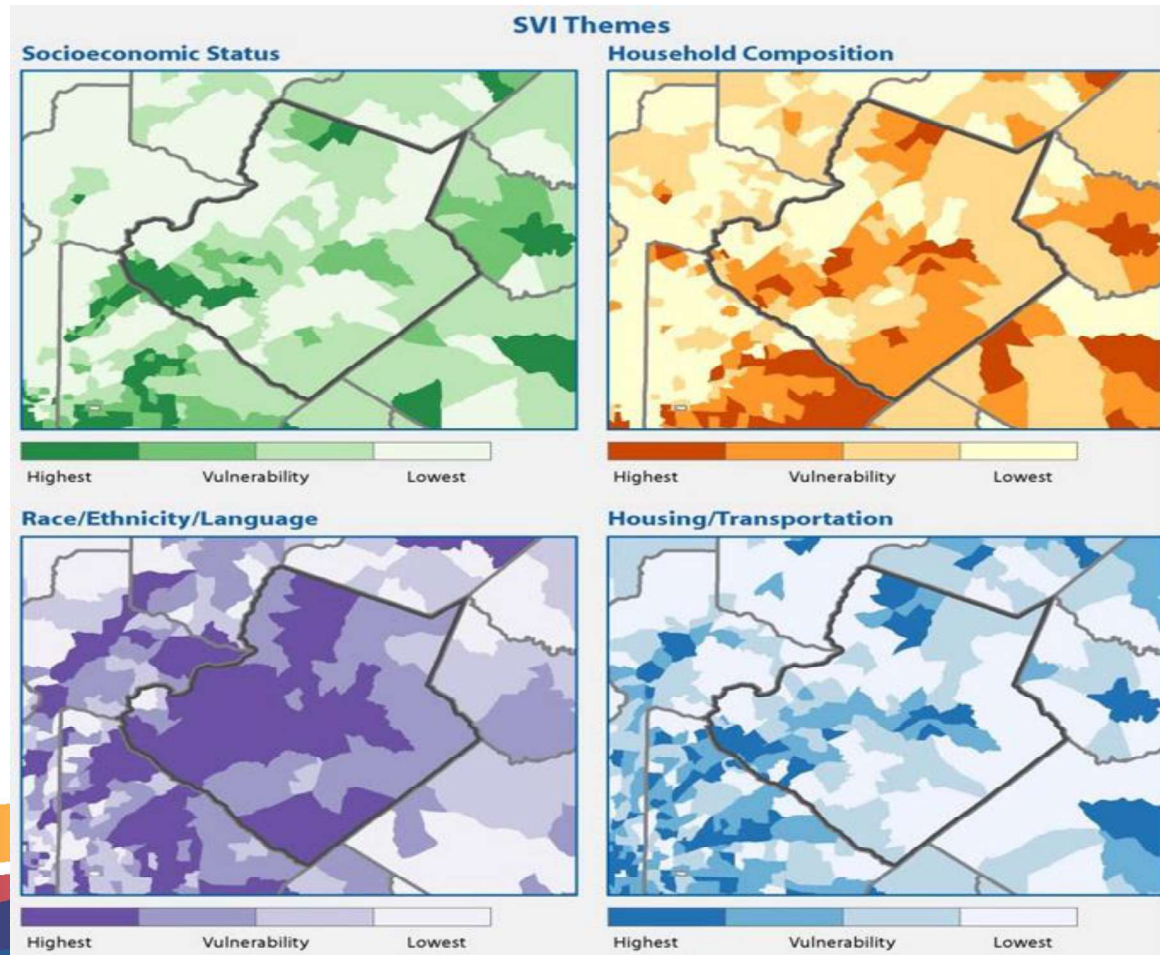 SVI Themes
Socioeconomic Status
Household Composition
Highest Vulnerability Lowest
Highest Vulnerability Lowest
Race/Ethnicity/Language
Housing/Transportation
Highest Vulnerability Lowest
Highest Vulnerability Lowest